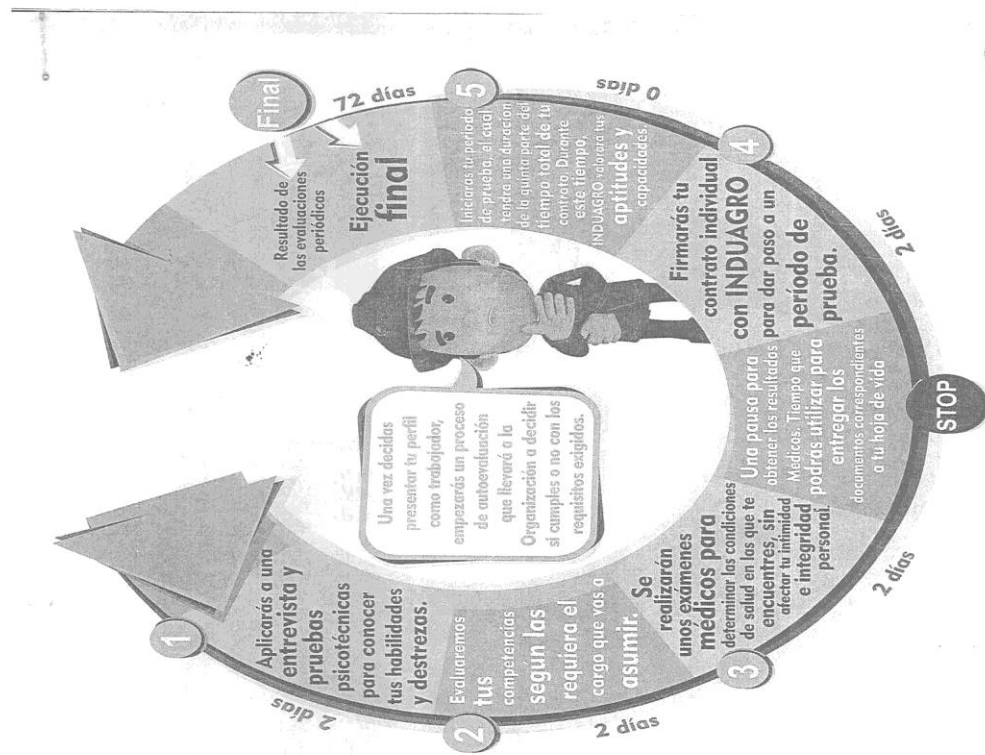 Una vez decidas
presentar tu perfil
como trabajador,
empezarás un proceso
de autoevaluación
que llevará a la
Organización a decidir
si cumples o no con los
requisitos exigidos.
1
Aplicarás a una
entrevista y
pruebas
psicotécnicas
para conocer
tus habilidades
y destrezas.
2 días
2
Evaluaremos
tus
competencias
según las
requiera el
cargo que vas a
asumir.
2 días
3
Se
realizarán
unos exámenes
médicos para
determinar las condiciones
de salud en las que te
encuentres, sin
afectar tu intimidad
e integridad
personal.
2 días
STOP
Una pausa para
obtener los resultados
Medicos. Tiempo que
podras utilizar para
entregar los
documentos correspondientes
a tu hoja de vida
2 días
4
Firmarás tu
contrato individual
con INDUAGRO
para dar paso a un
período de
prueba.
0 días
5
Iniciaras tu periodo
de prueba, el cual
tendra una duracion
de la quinta parte del
tiempo total de tu
contrato. Durante
este tiempo,
INDUAGRO valorara tus
aptitudes y
capacidades.
72 días
Final
Ejecución
final
Resultado de
las evaluaciones
periódicas